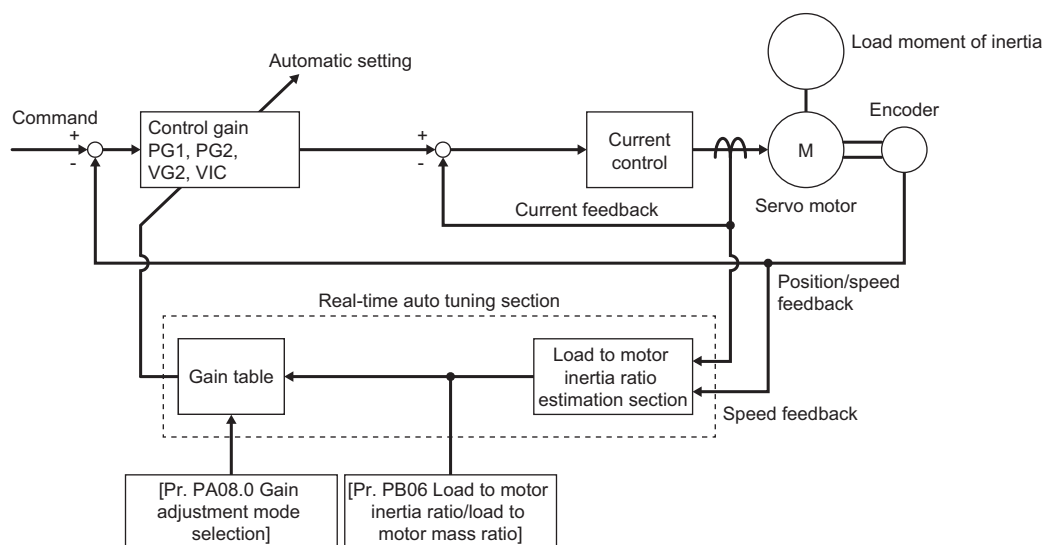 Load moment of inertia
Automatic setting
Command
Encoder
+
-
Control gain
PG1, PG2,
VG2, VIC
+
-
Current
control
M
Current feedback
Servo motor
Position/speed
feedback
Real-time auto tuning section
Gain table
Load to motor
inertia ratio
estimation section
Speed feedback
[Pr. PA08.0 Gain
adjustment mode
selection]
[Pr. PB06 Load to motor
inertia ratio/load to
motor mass ratio]